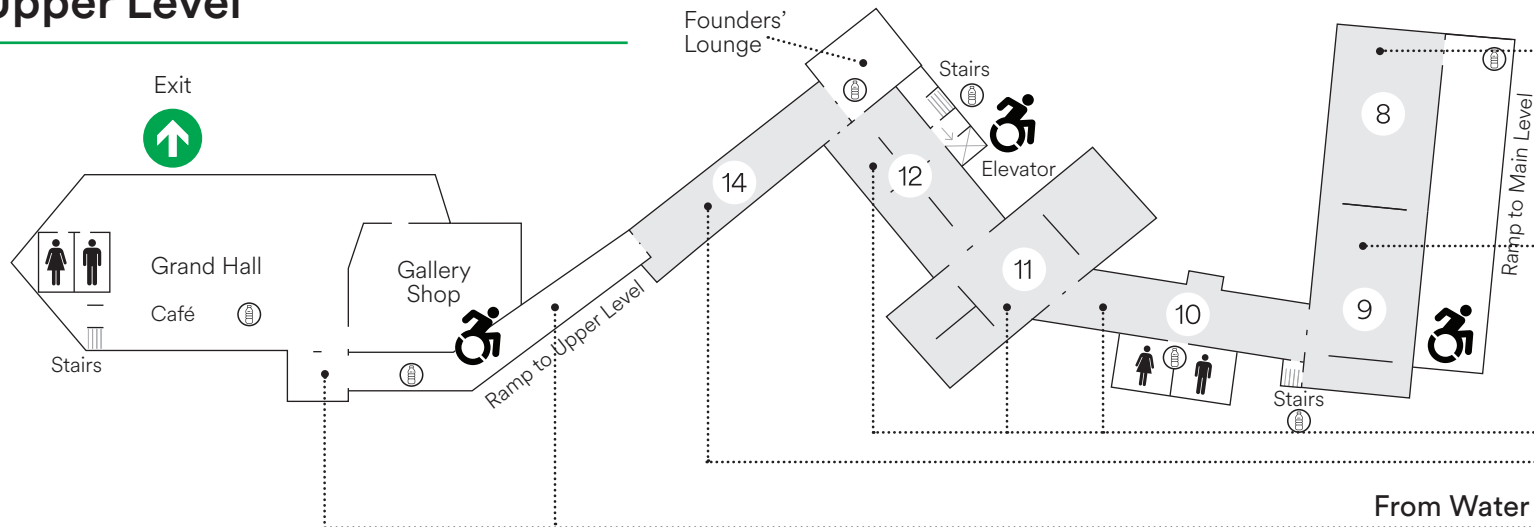 Upper Level
Founders’
Lounge
Stairs
Exit
8
Ramp to Main Level
12
Elevator
14
11
Grand Hall
Gallery
Shop
Café
10
9
Ramp to Upper Level
Stairs
Stairs
From Water